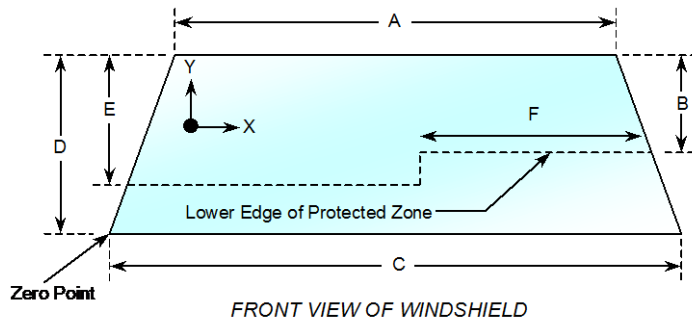 A
Y
E
B
X
F
D
Lower Edge of Protected Zone
C
Zero Point
FRONT VIEW OF WINDSHIELD